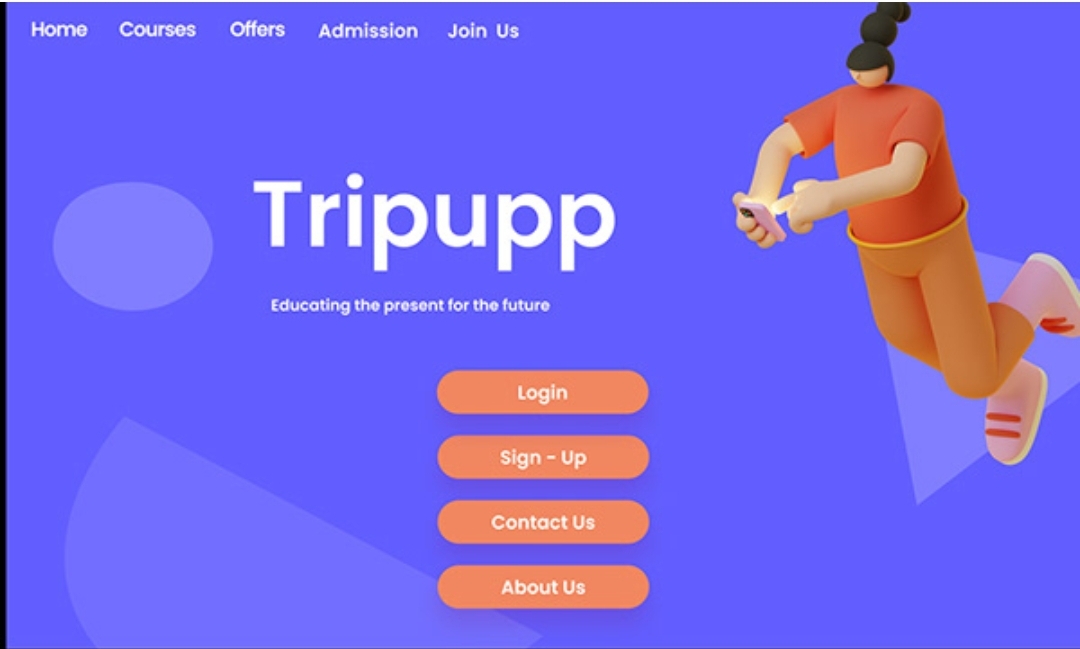 Home Courses Offers Admission Join Us
Tripupp
Educating the present for the future
Login
Sign - Up
Contact Us
About Us